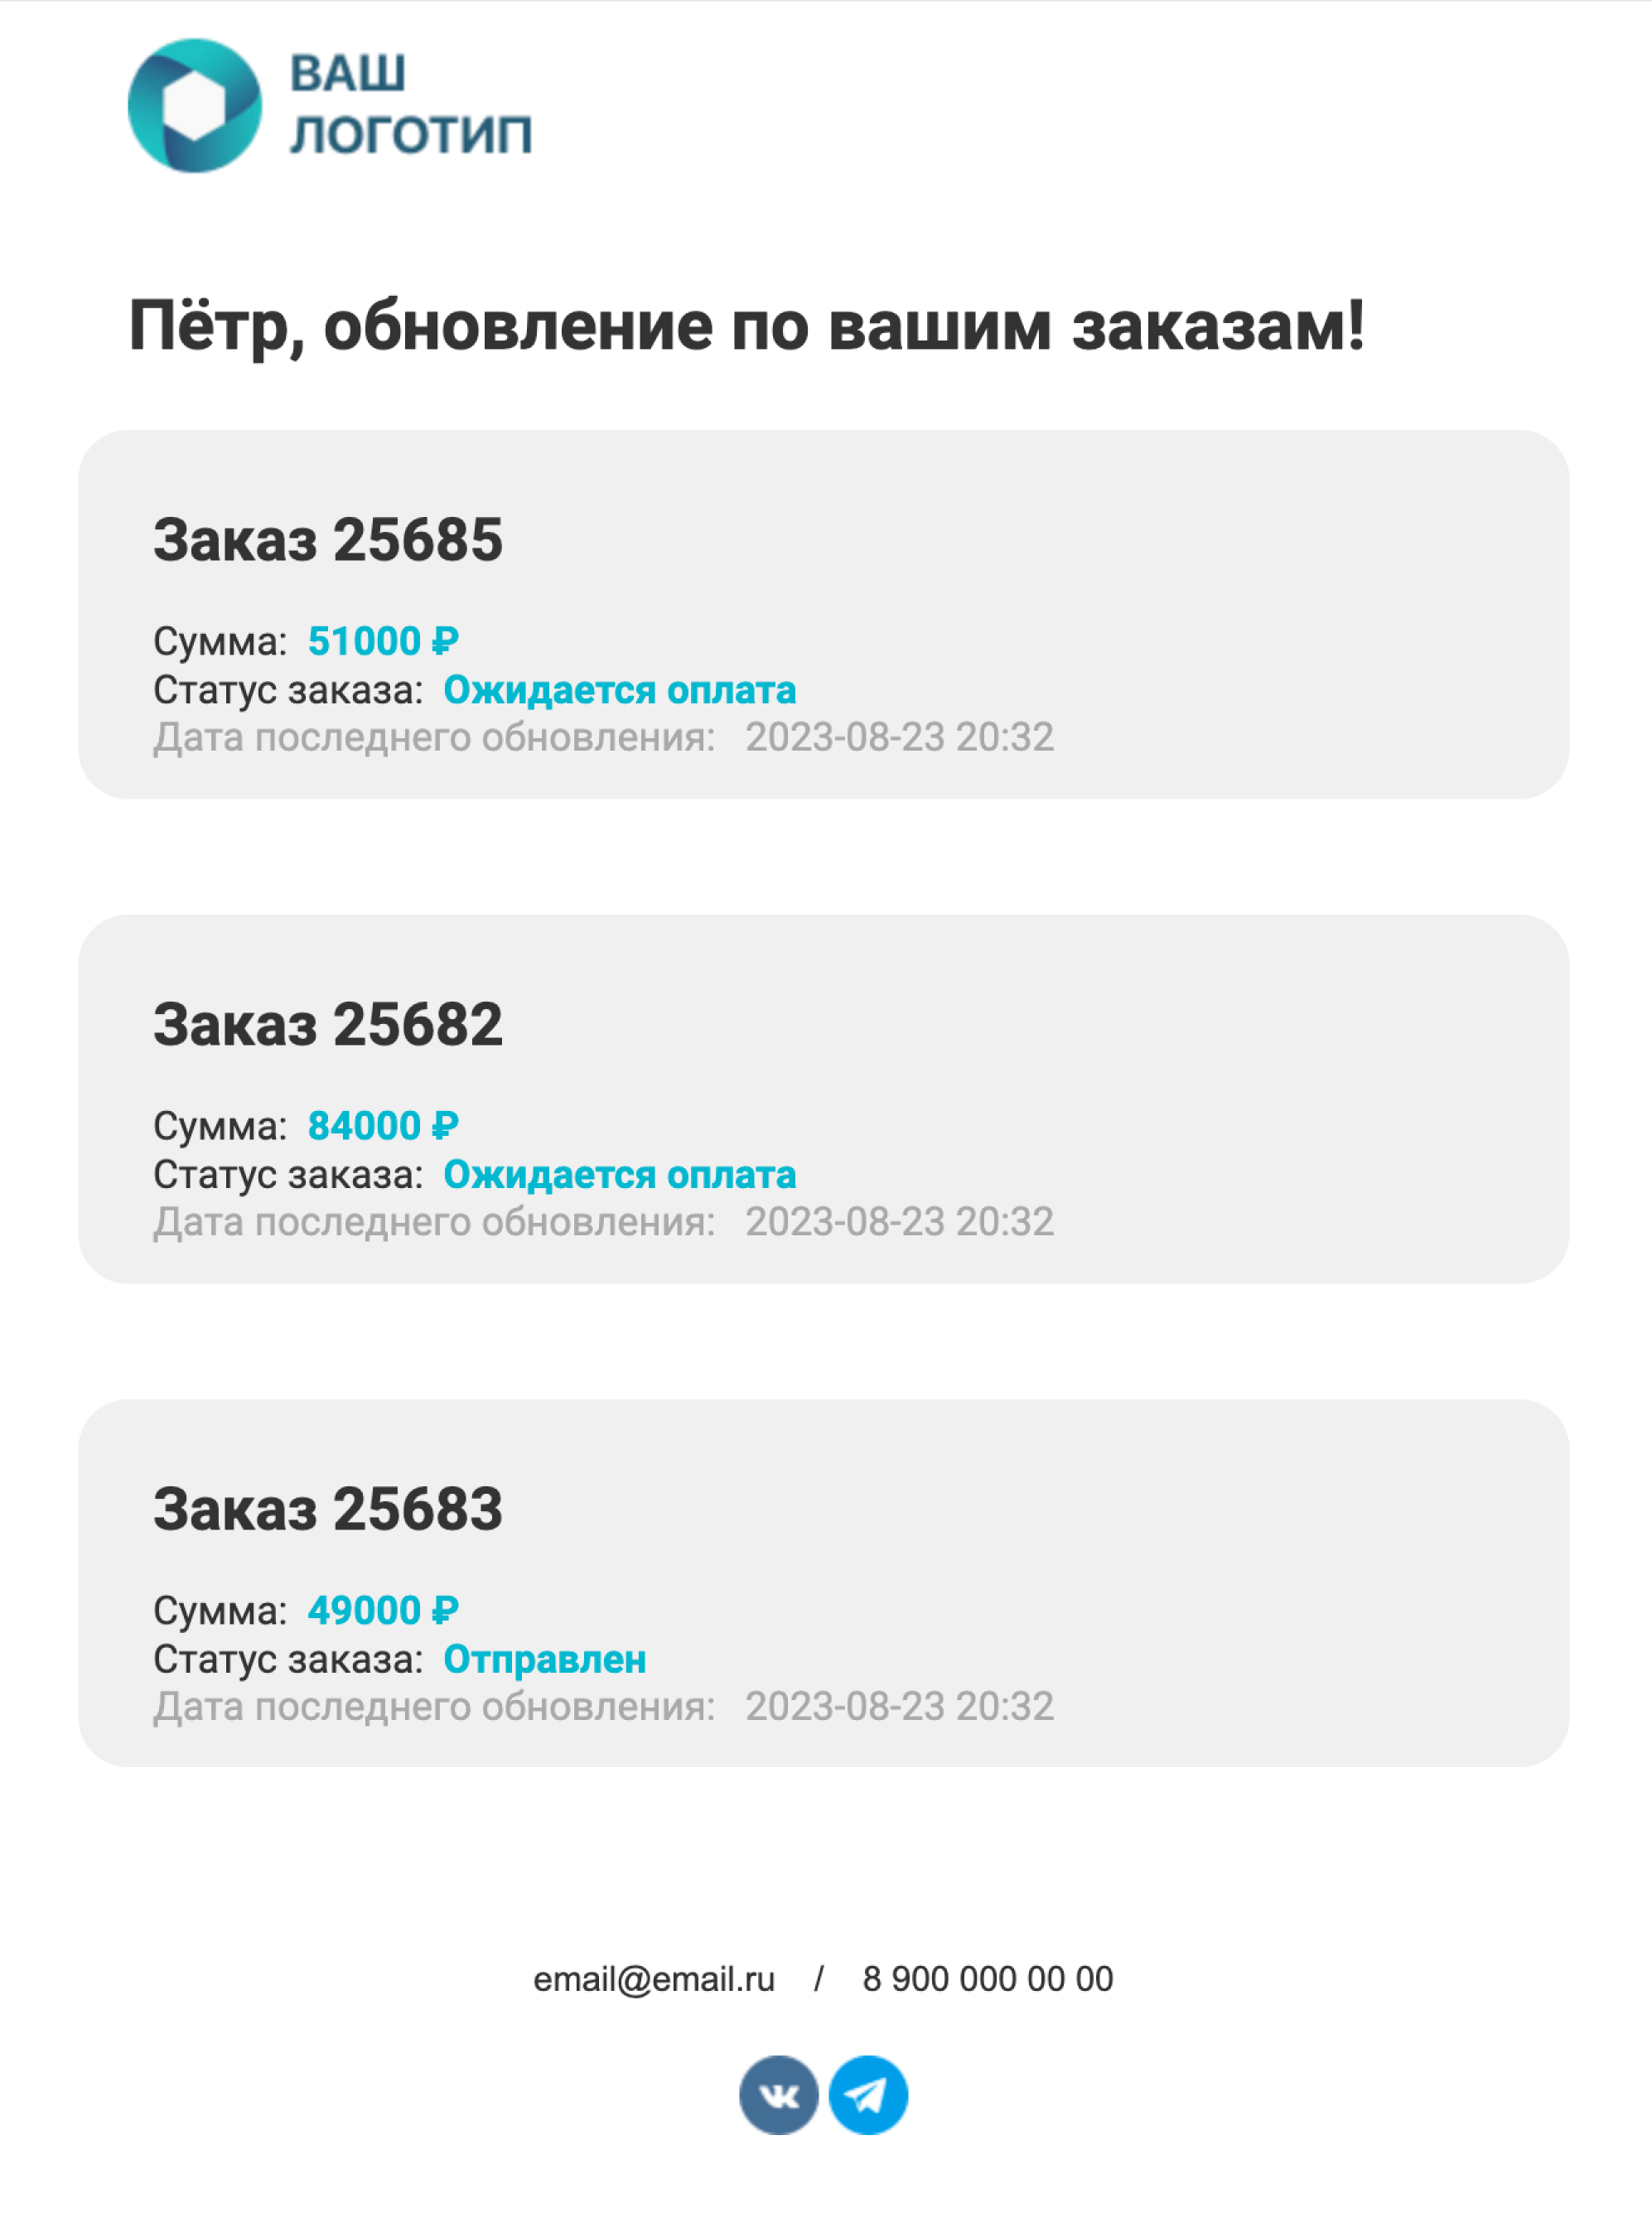 ВАШ
ЛОГОТИП
Пётр, обновление по вашим заказам!
Заказ 25685
Сумма: 51000 ₽
Статус заказа: Ожидается оплата
Дата последнего обновления: 2023-08-23 20:32
Заказ 25682
Сумма: 84000 ₽
Статус заказа: Ожидается оплата
Дата последнего обновления: 2023-08-23 20:32
Заказ 25683
Сумма: 49000 ₽
Статус заказа: Отправлен
Дата последнего обновления: 2023-08-23 20:32
email@email.ru / 8 900 000 00 00